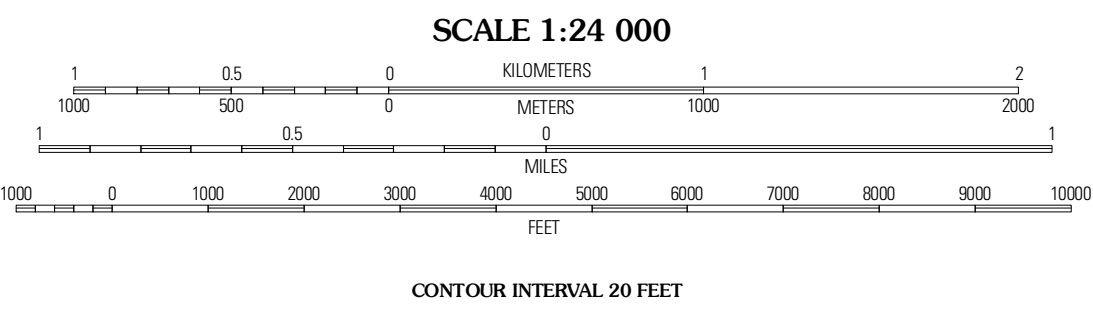 SCALE 1:24 000
1 0.5 0 KILOMETERS 1 2
1000 500 0 METERS 1000 2000
1 0.5 0 1
MILES
1000 0 1000 2000 3000 4000 5000 6000 7000 8000 9000 10000
FEET
CONTOUR INTERVAL 20 FEET